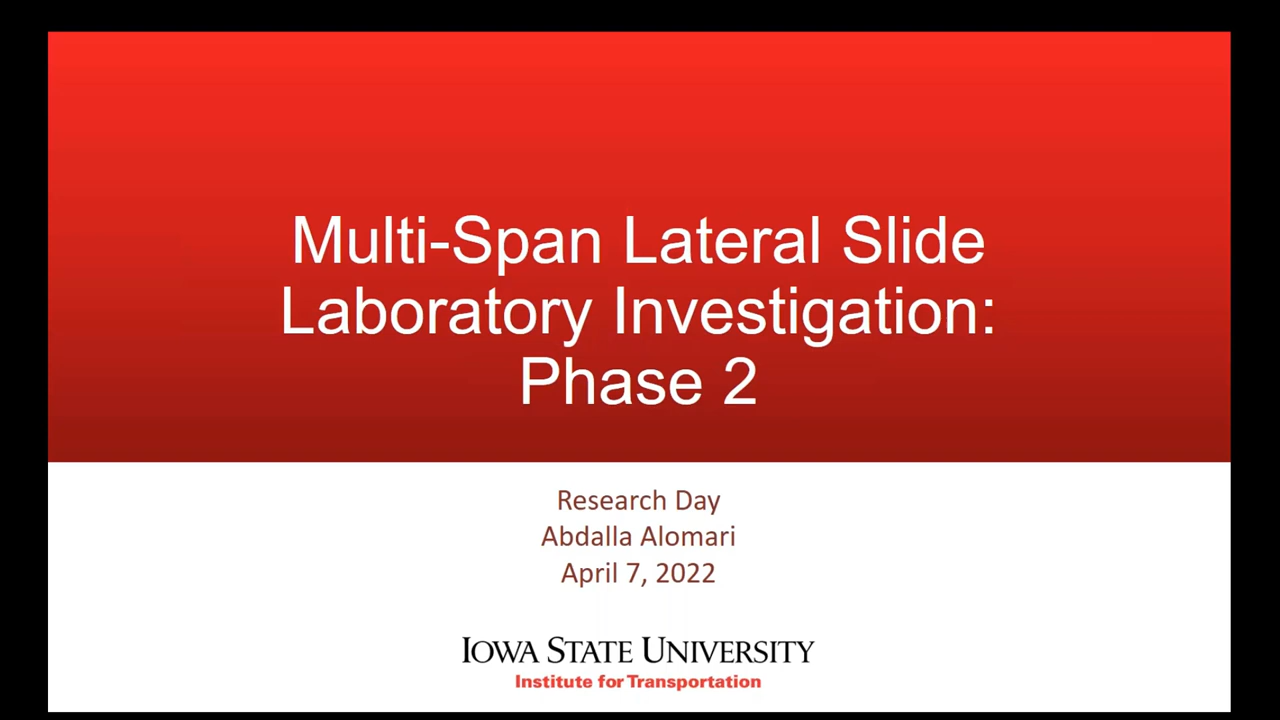 Multi-Span Lateral Slide
Laboratory Investigation:
Phase 2
Research Day
Abdalla Alomari
April 7, 2022
IOWA STATE UNIVERSITY
Institute for Transportation